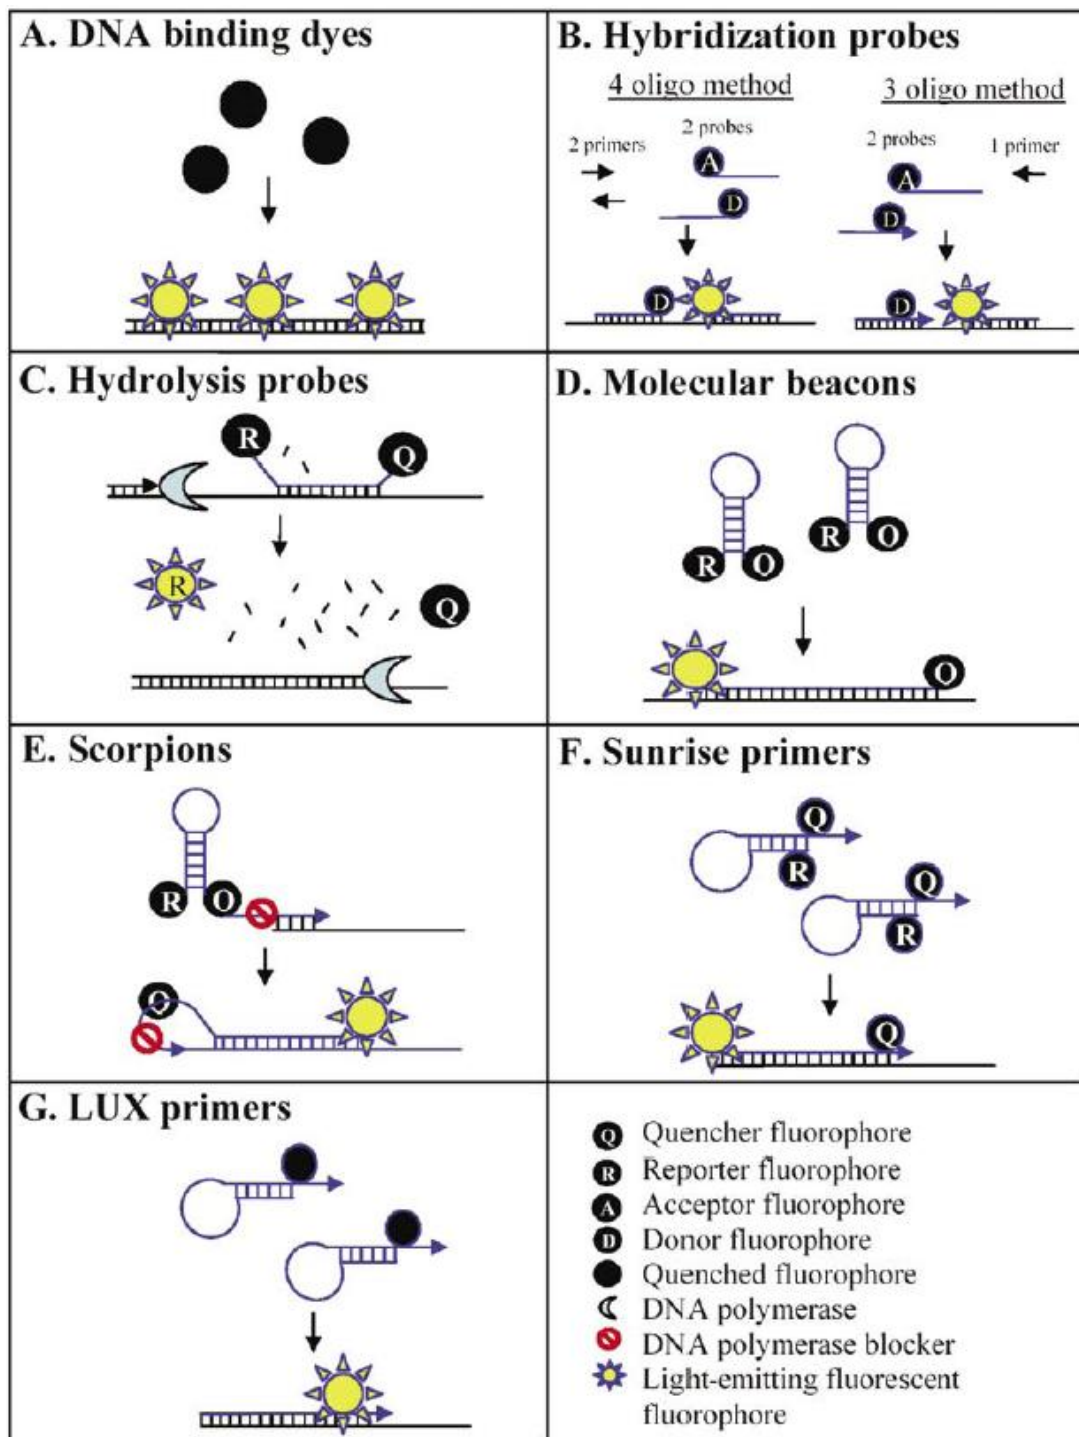 A. DNA binding dyes
B. Hybridization probes
4 oligo method
3 oligo method
2 primers
2 probes
A
D
D
2 probes
1 primer
A
D
D
C. Hydrolysis probes
R
Q
R
Q
D. Molecular beacons
R
Q
R
Q
Q
E. Scorpions
R
Q
Q
F. Sunrise primers
Q
R
Q
R
Q
G. LUX primers
Q Quencher fluorophore
R Reporter fluorophore
A Acceptor fluorophore
D Donor fluorophore
Quenched fluorophore
DNA polymerase
DNA polymerase blocker
Light-emitting fluorescent
fluorophore